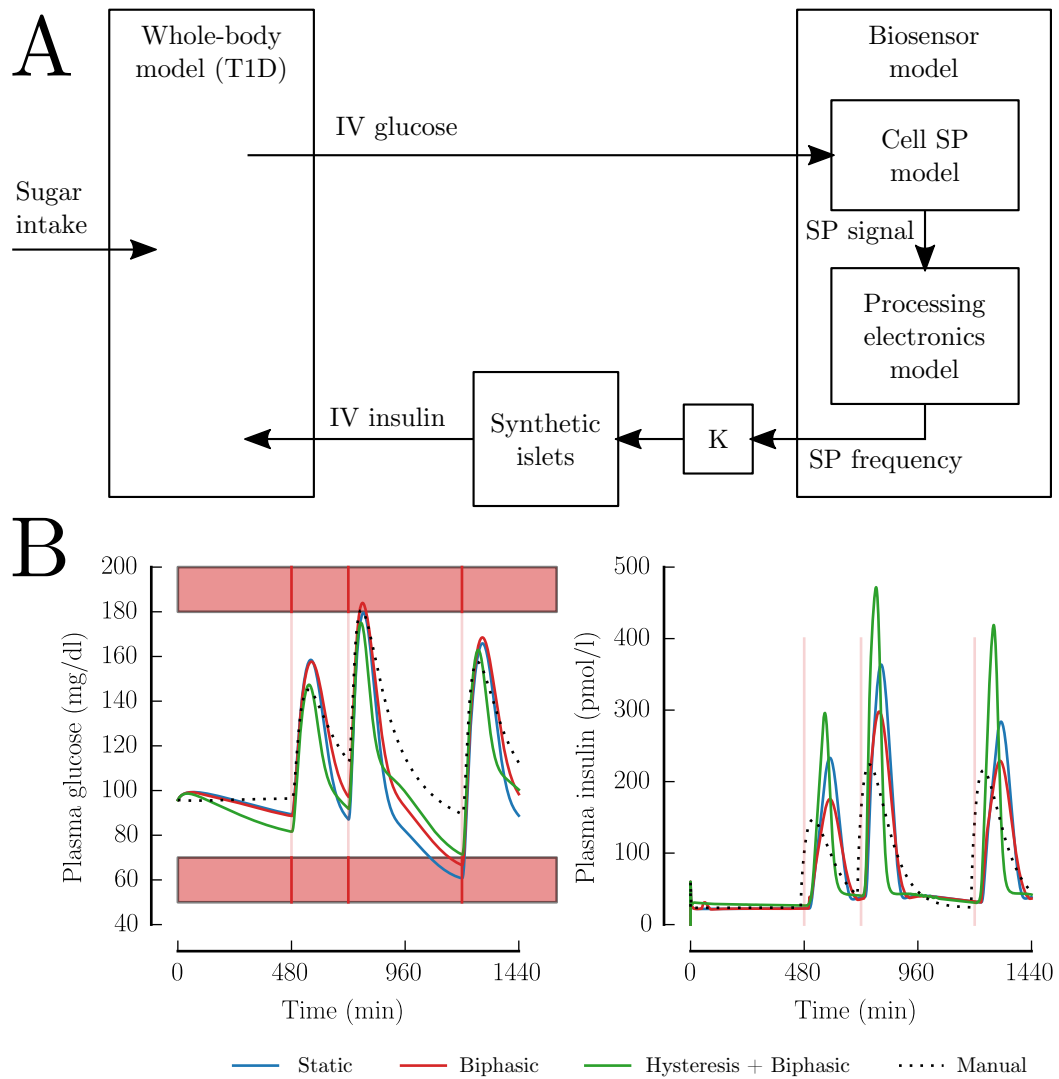 A
Whole-body
model (T1D)
Biosensor
model
IV glucose
Cell SP
model
Sugar
intake
SP signal
Processing
electronics
model
IV insulin
Synthetic
islets
K
SP frequency
B
Plasma glucose (mg/dl)
200
180
160
140
120
100
80
60
40
0
480
960
1440
Time (min)
Plasma insulin (pmol/l)
500
400
300
200
100
0
0
480
960
1440
Time (min)
Static
Biphasic
Hysteresis + Biphasic
Manual